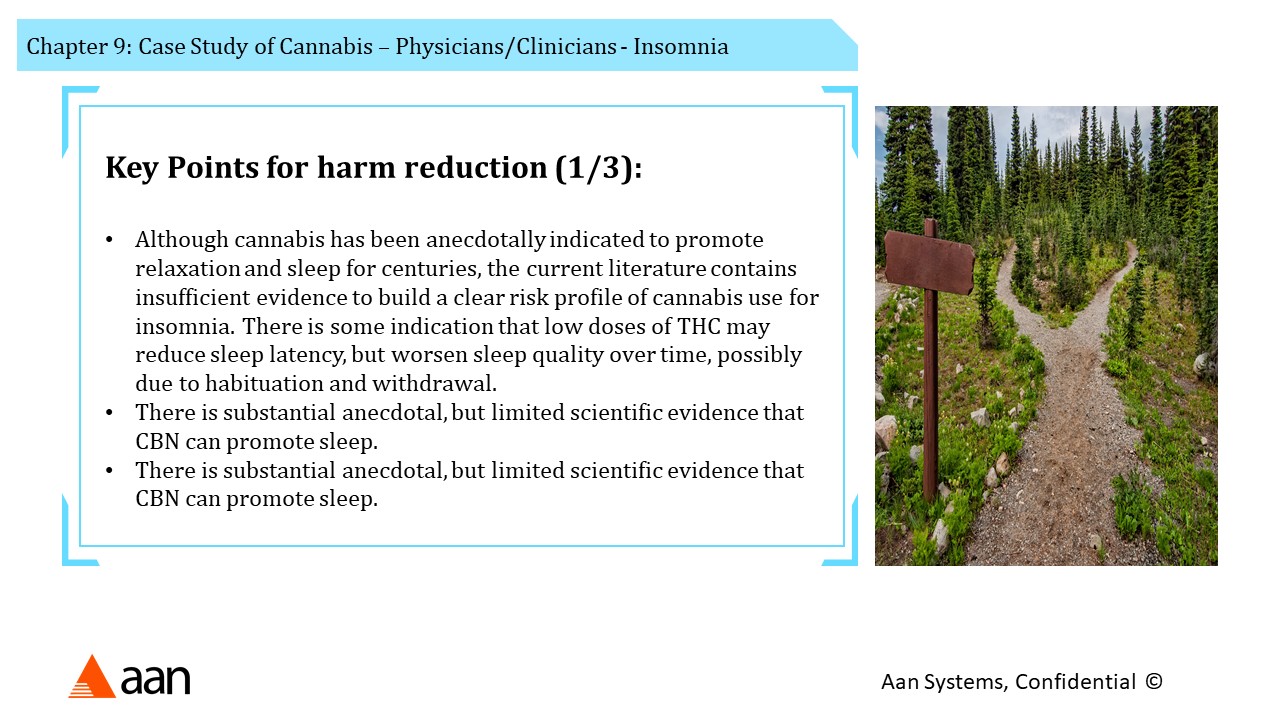 Chapter 9: Case Study of Cannabis – Physicians/Clinicians - Insomnia
Key Points for harm reduction (1/3):
• Although cannabis has been anecdotally indicated to promote
relaxation and sleep for centuries, the current literature contains
insufficient evidence to build a clear risk profile of cannabis use for
insomnia. There is some indication that low doses of THC may
reduce sleep latency, but worsen sleep quality over time, possibly
due to habituation and withdrawal.
• There is substantial anecdotal, but limited scientific evidence that
CBN can promote sleep.
• There is substantial anecdotal, but limited scientific evidence that
CBN can promote sleep.
aan
Aan Systems, Confidential ©